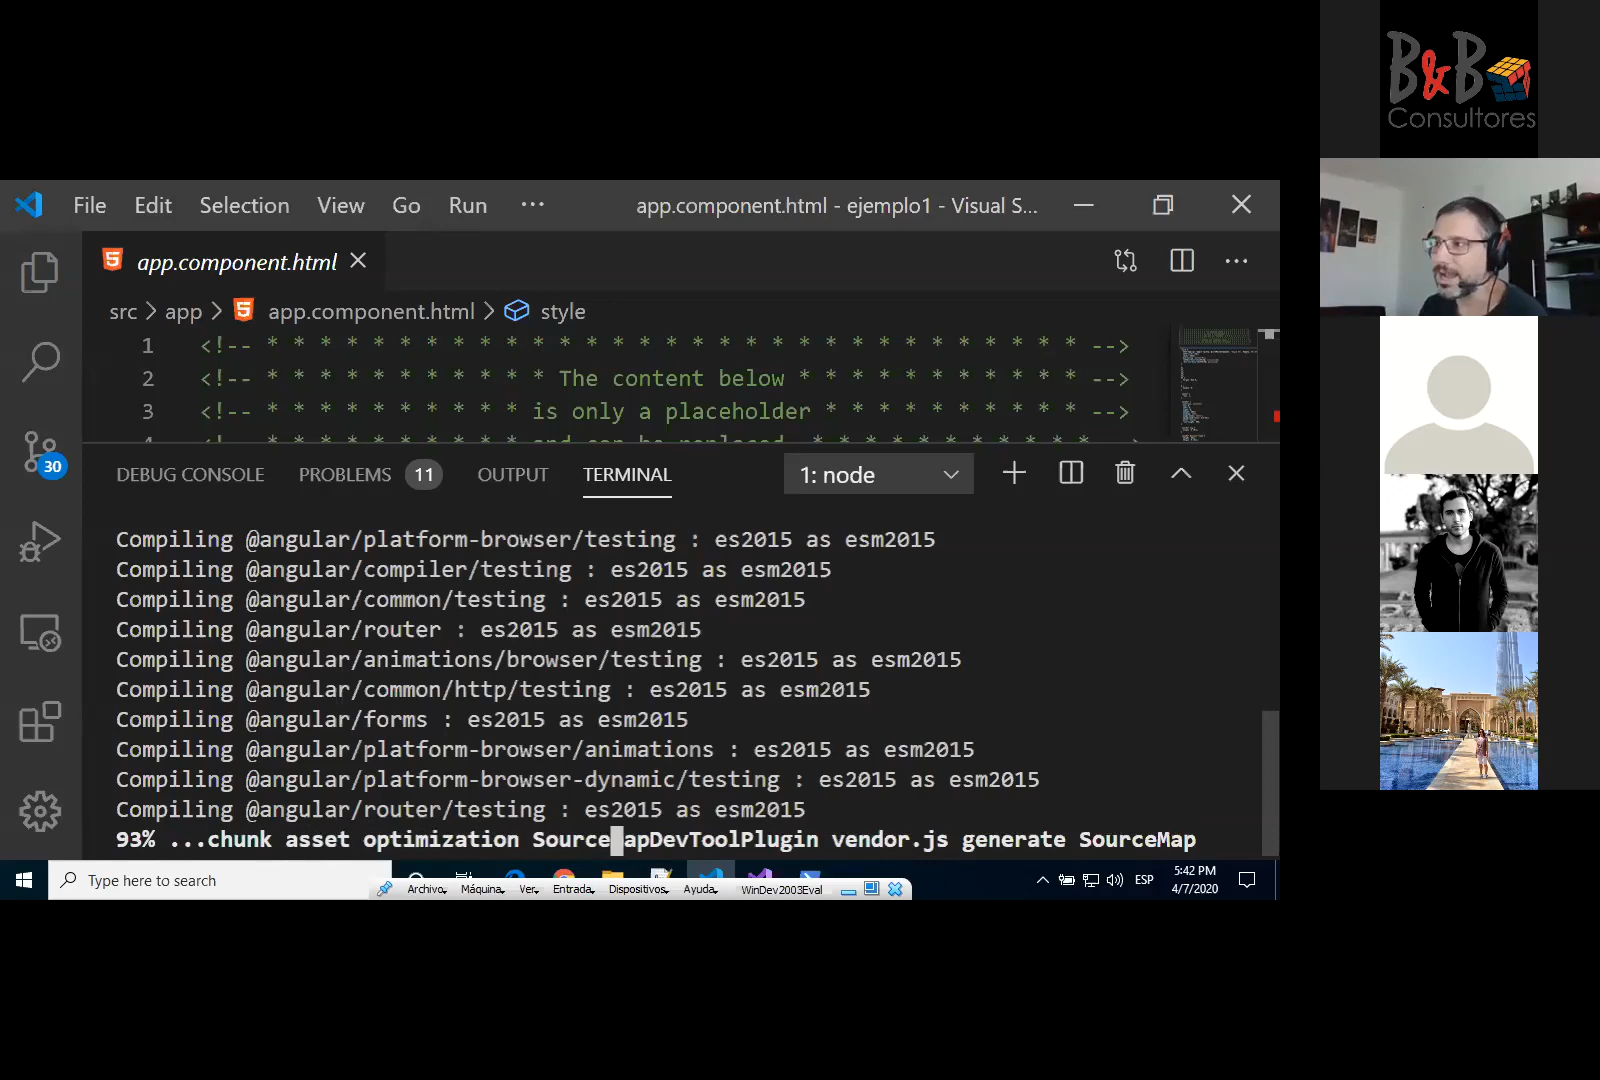 B&B
Consultores
File Edit Selection View Go Run ··· app.component.html - ejemplo1 - Visual S...
app.component.html
src > app > app.component.html > style
1 <!-- * * * * * * * * * * * * * * * * * * * * * * * * * * * * * * * -->
2 <!-- * * * * * * * * * * * The content below * * * * * * * * * * * -->
3 <!-- * * * * * * * * * * is only a placeholder * * * * * * * * * * -->
4 <!-- * * * * * * * * * * and can be replaced. * * * * * * * * * * * -->
30
DEBUG CONSOLE PROBLEMS 11 OUTPUT TERMINAL 1: node
Compiling @angular/platform-browser/testing : es2015 as esm2015
Compiling @angular/compiler/testing : es2015 as esm2015
Compiling @angular/common/testing : es2015 as esm2015
Compiling @angular/router : es2015 as esm2015
Compiling @angular/animations/browser/testing : es2015 as esm2015
Compiling @angular/common/http/testing : es2015 as esm2015
Compiling @angular/forms : es2015 as esm2015
Compiling @angular/platform-browser/animations : es2015 as esm2015
Compiling @angular/platform-browser-dynamic/testing : es2015 as esm2015
Compiling @angular/router/testing : es2015 as esm2015
93% ...chunk asset optimization Source apDevToolPlugin vendor.js generate SourceMap
Type here to search
Archivo Máquina Ver Entrada Dispositivos Ayuda WinDev2003Eval
ESP
5:42 PM
4/7/2020